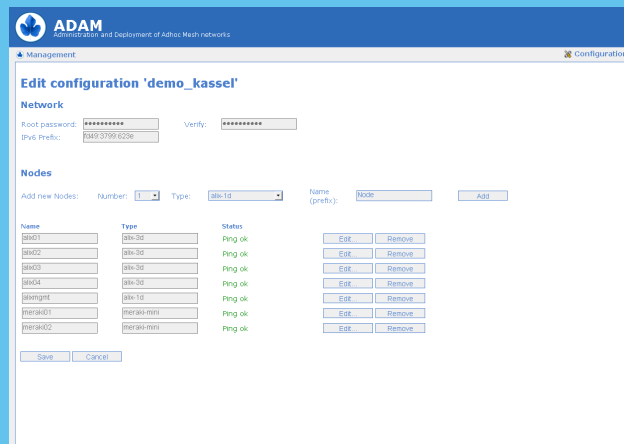 ADAM
Administration and Deployment of Adhoc Mesh networks
Management Configuration
Edit configuration 'demo_kassel'
Network
Root password: •••••••••• Verify: ••••••••••
IPv6 Prefix: fd49:3799:623e
Nodes
Add new Nodes: Number: 1 Type: alix-1d Name (prefix): Node Add
Name Type Status
alix01 alix-3d Ping ok Edit... Remove
alix02 alix-3d Ping ok Edit... Remove
alix03 alix-3d Ping ok Edit... Remove
alix04 alix-3d Ping ok Edit... Remove
alixmgmt alix-1d Ping ok Edit... Remove
meraki01 meraki-mini Ping ok Edit... Remove
meraki02 meraki-mini Ping ok Edit... Remove
Save Cancel